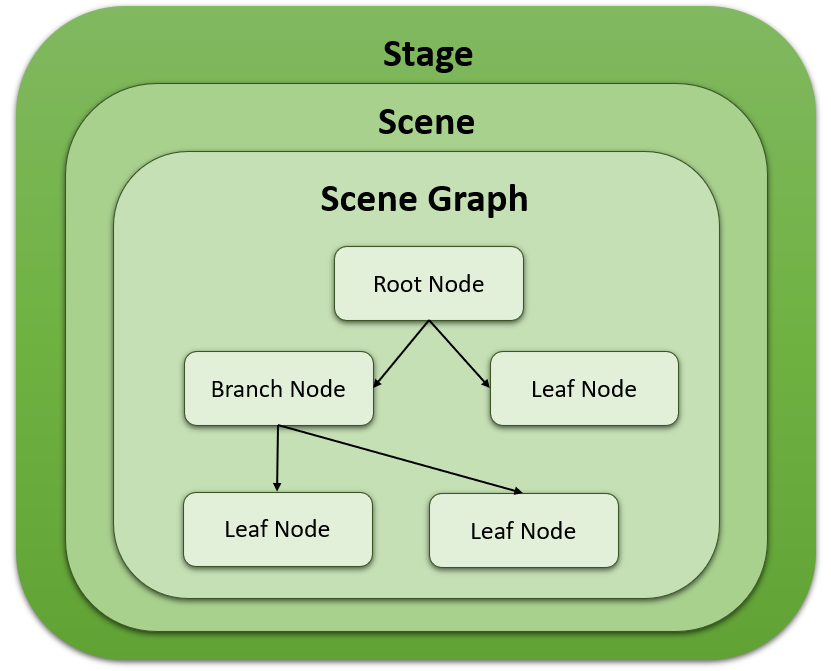 Stage
Scene
Scene Graph
Root Node
Branch Node
Leaf Node
Leaf Node
Leaf Node